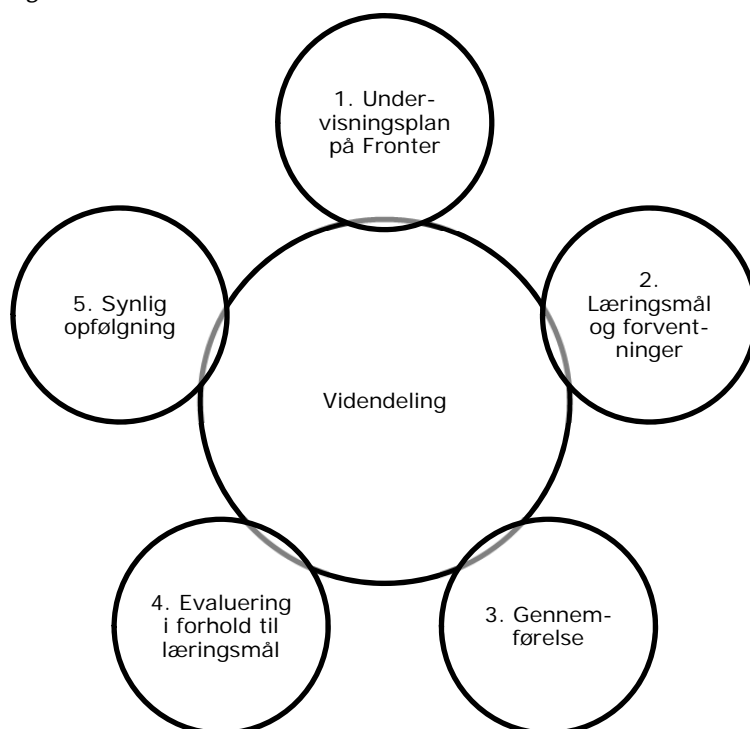 1. Under-
visningsplan
på Fronter
2.
Læringsmål
og forvent-
ninger
3. Gennem-
førelse
4. Evaluering
i forhold til
læringsmål
5. Synlig
opfølgning
Videndeling